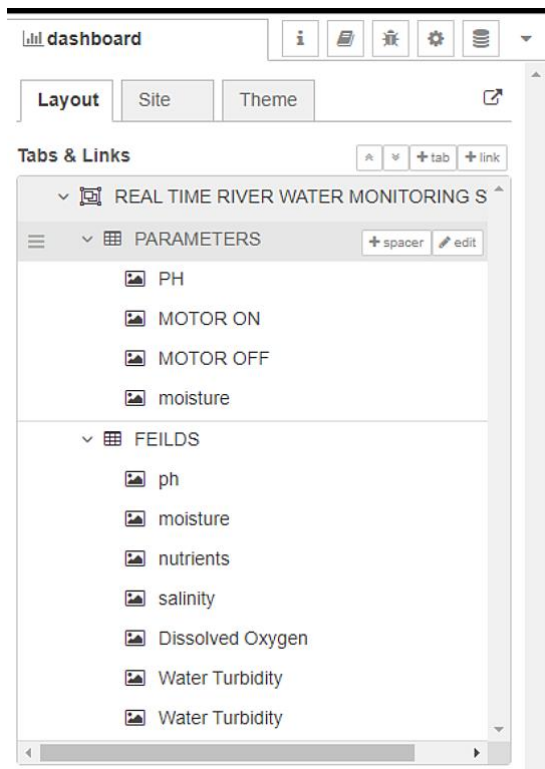 dashboard i
Layout Site Theme
Tabs & Links +tab +link
REAL TIME RIVER WATER MONITORING S
PARAMETERS +spacer edit
PH
MOTOR ON
MOTOR OFF
moisture
FEILDS
ph
moisture
nutrients
salinity
Dissolved Oxygen
Water Turbidity
Water Turbidity